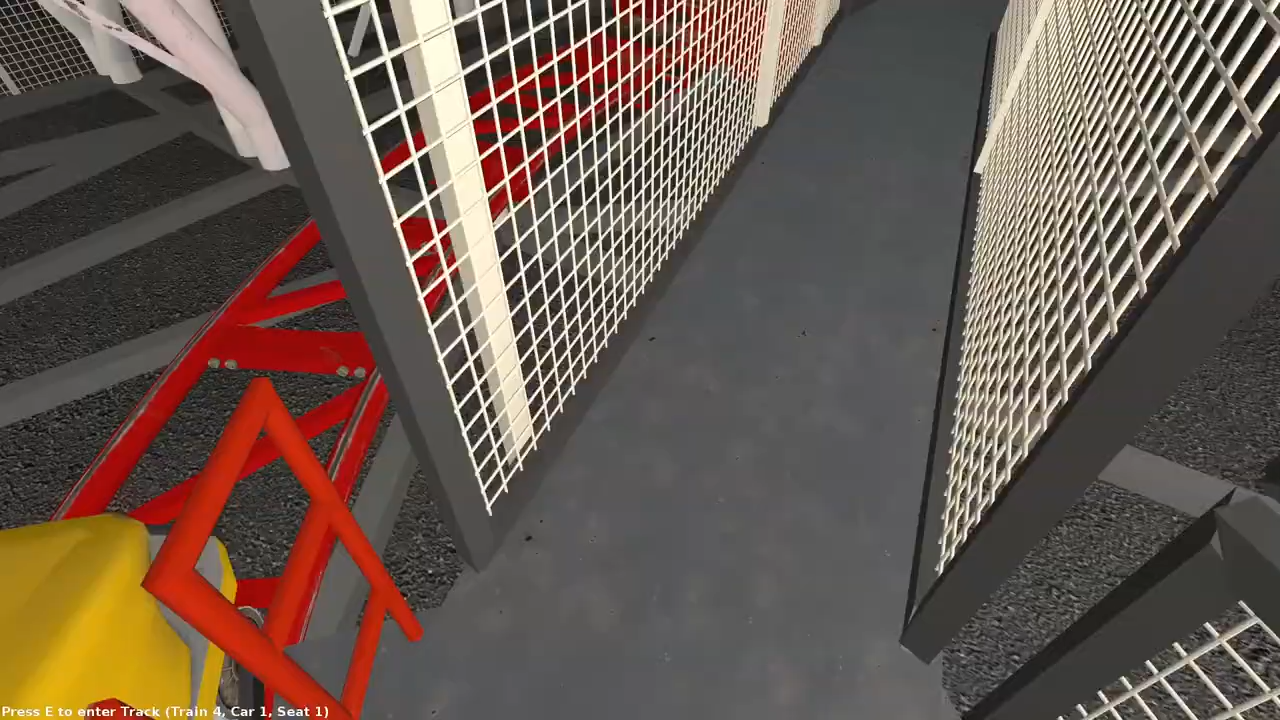 Press E to enter Track (Train 4, Car 1, Seat 1)